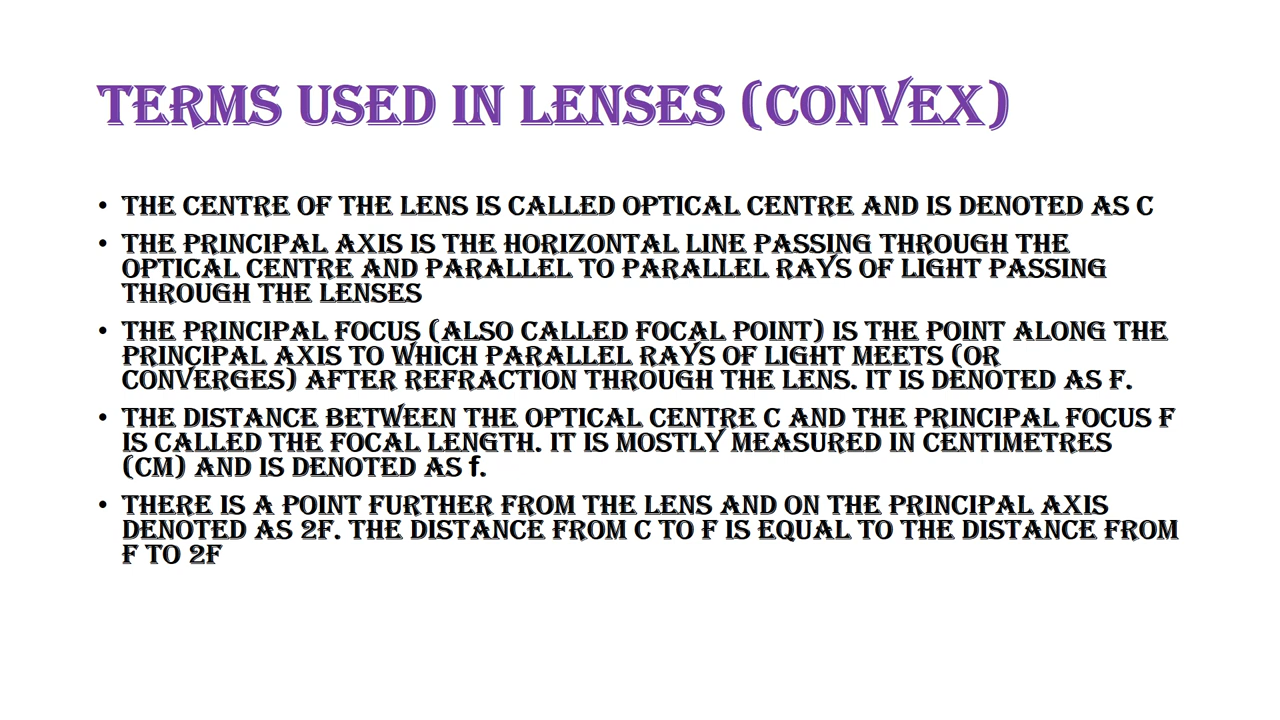 TERMS USED IN LENSES (CONVEX)
• THE CENTRE OF THE LENS IS CALLED OPTICAL CENTRE AND IS DENOTED AS C
• THE PRINCIPAL AXIS IS THE HORIZONTAL LINE PASSING THROUGH THE
OPTICAL CENTRE AND PARALLEL TO PARALLEL RAYS OF LIGHT PASSING
THROUGH THE LENSES
• THE PRINCIPAL FOCUS (ALSO CALLED FOCAL POINT) IS THE POINT ALONG THE
PRINCIPAL AXIS TO WHICH PARALLEL RAYS OF LIGHT MEETS (OR
CONVERGES) AFTER REFRACTION THROUGH THE LENS. IT IS DENOTED AS F.
• THE DISTANCE BETWEEN THE OPTICAL CENTRE C AND THE PRINCIPAL FOCUS F
IS CALLED THE FOCAL LENGTH. IT IS MOSTLY MEASURED IN CENTIMETRES
(CM) AND IS DENOTED AS f.
• THERE IS A POINT FURTHER FROM THE LENS AND ON THE PRINCIPAL AXIS
DENOTED AS 2F. THE DISTANCE FROM C TO F IS EQUAL TO THE DISTANCE FROM
F TO 2F